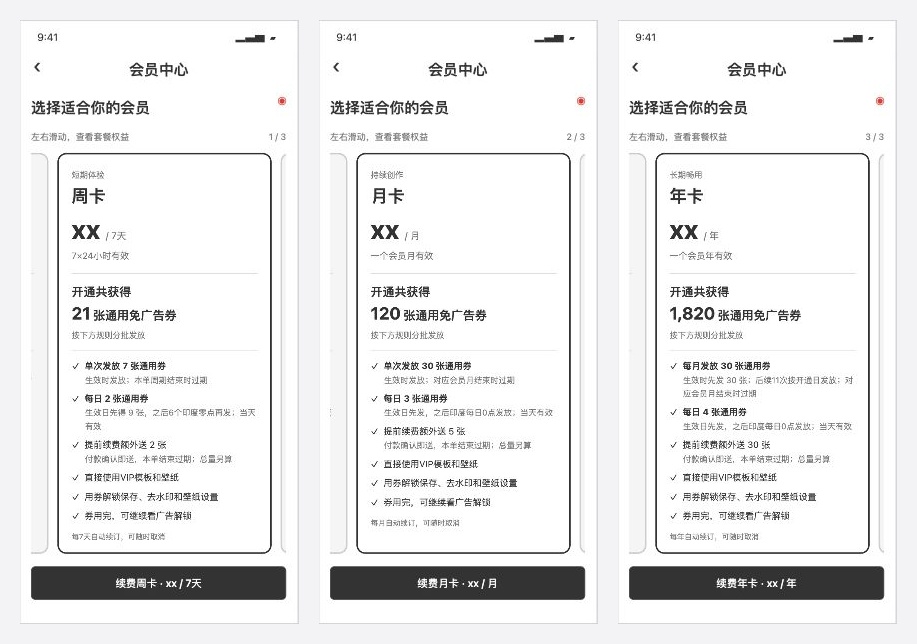 9:41
会员中心
选择适合你的会员
左右滑动，查看套餐权益
1 / 3
短期体验
周卡
XX / 7天
7×24小时有效
开通共获得
21 张通用免广告券
按下方规则分批发放
✓ 单次发放 7 张通用券
生效时发放；本单周期结束时过期
✓ 每日 2 张通用券
生效日先得 9 张，之后6个印度零点再发；当天
有效
✓ 提前续费额外送 2 张
付款确认即送，本单结束过期；总量另算
✓ 直接使用VIP模板和壁纸
✓ 用券解锁保存、去水印和壁纸设置
✓ 券用完，可继续看广告解锁
每7天自动续订，可随时取消
续费周卡 · xx / 7天
9:41
会员中心
选择适合你的会员
左右滑动，查看套餐权益
2 / 3
持续创作
月卡
XX / 月
一个会员月有效
开通共获得
120 张通用免广告券
按下方规则分批发放
✓ 单次发放 30 张通用券
生效时发放；对应会员月结束时过期
✓ 每日 3 张通用券
生效日先发，之后印度每日0点发放；当天有效
✓ 提前续费额外送 5 张
付款确认即送，本单结束过期；总量另算
✓ 直接使用VIP模板和壁纸
✓ 用券解锁保存、去水印和壁纸设置
✓ 券用完，可继续看广告解锁
每月自动续订，可随时取消
续费月卡 · xx / 月
9:41
会员中心
选择适合你的会员
左右滑动，查看套餐权益
3 / 3
长期畅用
年卡
XX / 年
一个会员年有效
开通共获得
1,820 张通用免广告券
按下方规则分批发放
✓ 每月发放 30 张通用券
生效时先发 30 张；后续11次按开通日发放；对
应会员月结束时过期
✓ 每日 4 张通用券
生效日先发，之后印度每日0点发放；当天有效
✓ 提前续费额外送 30 张
付款确认即送，本单结束过期；总量另算
✓ 直接使用VIP模板和壁纸
✓ 用券解锁保存、去水印和壁纸设置
✓ 券用完，可继续看广告解锁
每年自动续订，可随时取消
续费年卡 · xx / 年